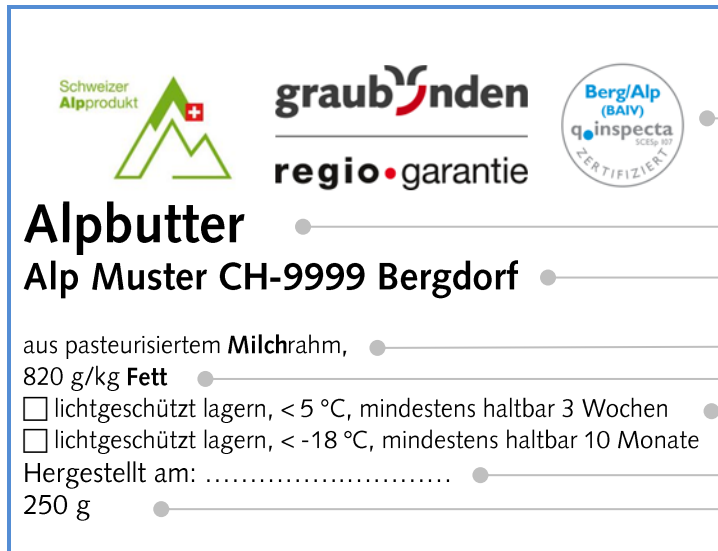 Schweizer
Alpprodukt
graubünden
regio•garantie
Berg/Alp
(BAIV)
q.inspecta
SCESp 107
ZERTIFIZIERT
Alpbutter
Alp Muster CH-9999 Bergdorf
aus pasteurisiertem Milchrahm,
820 g/kg Fett
☐ lichtgeschützt lagern, < 5 °C, mindestens haltbar 3 Wochen
☐ lichtgeschützt lagern, < -18 °C, mindestens haltbar 10 Monate
Hergestellt am: ............................
250 g